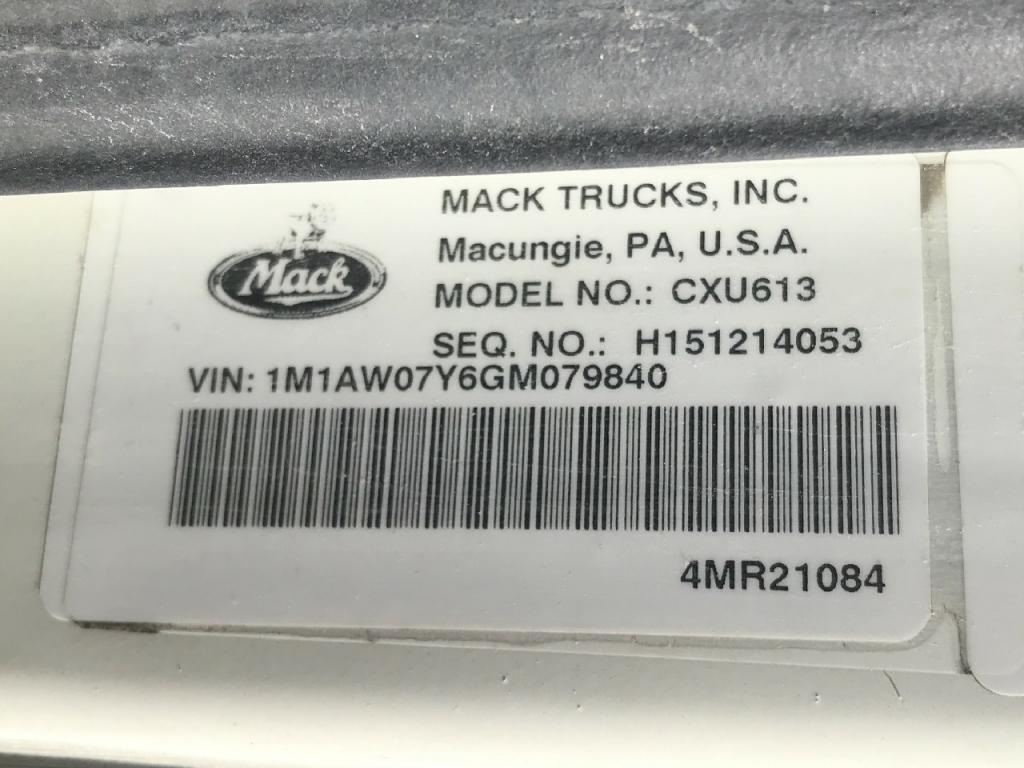 MACK TRUCKS, INC.
Macungie, PA, U.S.A.
Mack
MODEL NO.: CXU613
SEQ. NO.: H151214053
VIN: 1M1AW07Y6GM079840
4MR21084